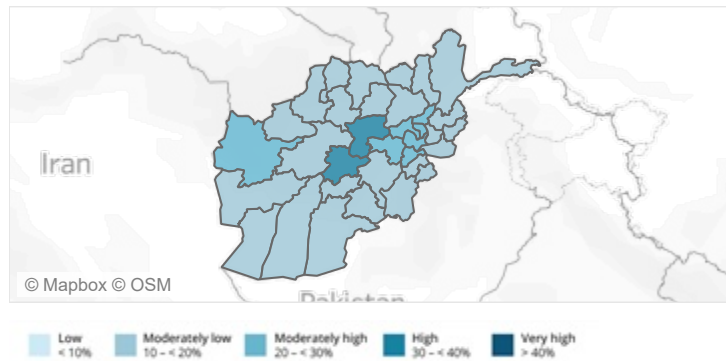 Iran
© Mapbox © OSM
Pakistan
Low
< 10%
Moderately low
10 – < 20%
Moderately high
20 – < 30%
High
30 – < 40%
Very high
> 40%